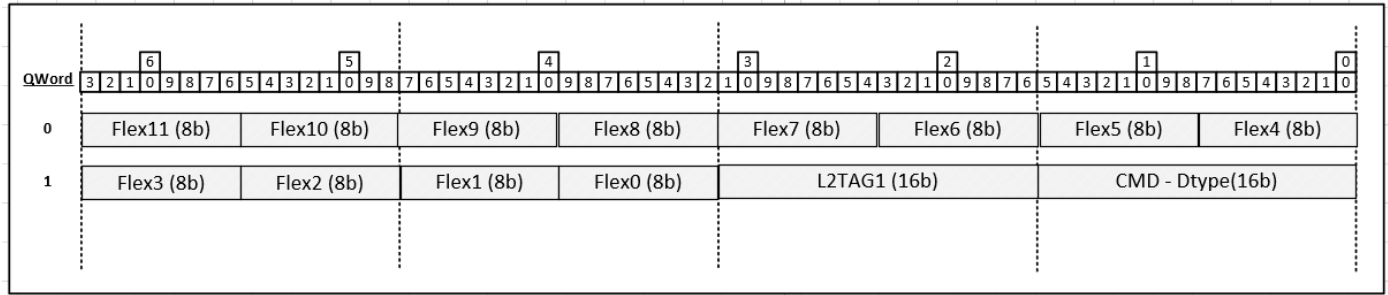 6 5 4 3 2 1 0
QWord 3 2 1 0 9 8 7 6 5 4 3 2 1 0 9 8 7 6 5 4 3 2 1 0 9 8 7 6 5 4 3 2 1 0 9 8 7 6 5 4 3 2 1 0 9 8 7 6 5 4 3 2 1 0 9 8 7 6 5 4 3 2 1 0
0 Flex11 (8b) Flex10 (8b) Flex9 (8b) Flex8 (8b) Flex7 (8b) Flex6 (8b) Flex5 (8b) Flex4 (8b)
1 Flex3 (8b) Flex2 (8b) Flex1 (8b) Flex0 (8b) L2TAG1 (16b) CMD - Dtype(16b)